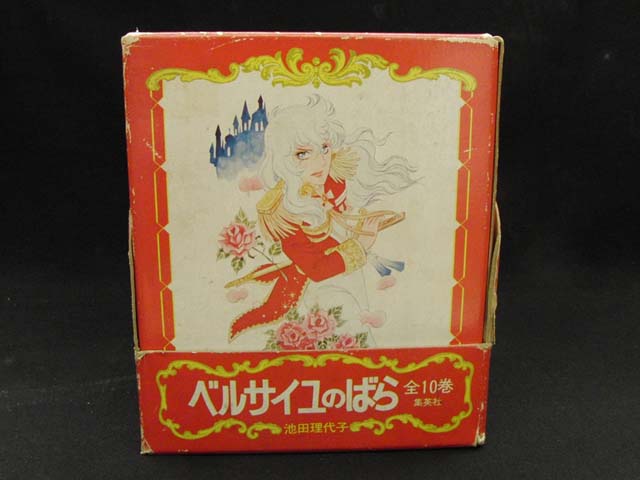 ベルサイユのばら
全10巻
集英社
池田理代子